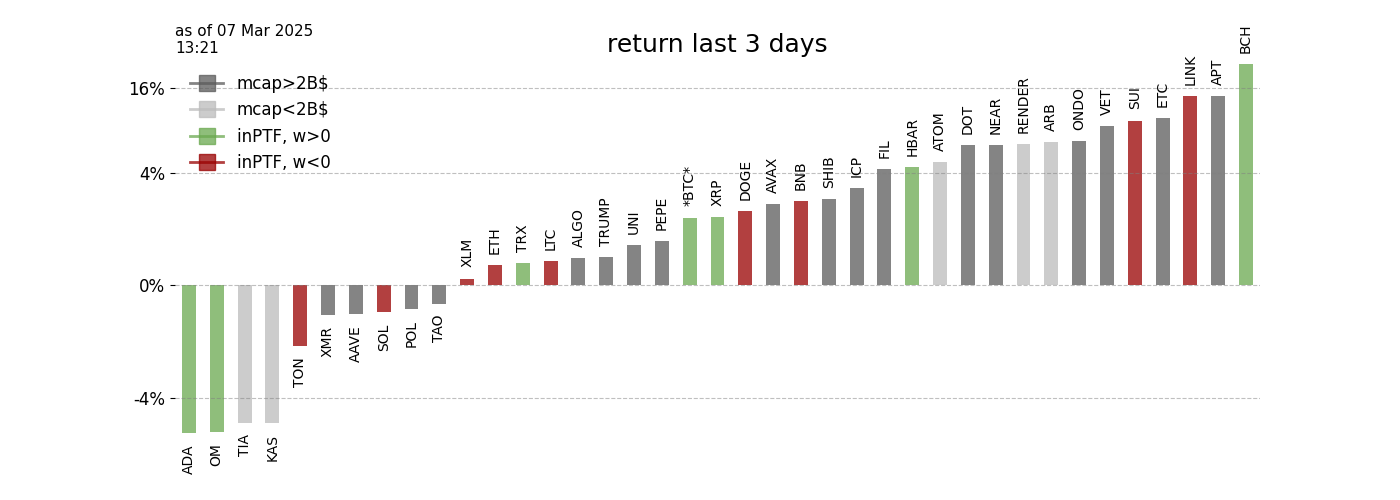 as of 07 Mar 2025
13:21
return last 3 days
mcap>2B$
mcap<2B$
inPTF, w>0
inPTF, w<0
16%
4%
0%
-4%
ADA
OM
TIA
KAS
TON
XMR
AAVE
SOL
POL
TAO
XLM
ETH
TRX
LTC
ALGO
TRUMP
UNI
PEPE
*BTC*
XRP
DOGE
AVAX
BNB
SHIB
ICP
FIL
HBAR
ATOM
DOT
NEAR
RENDER
ARB
ONDO
VET
SUI
ETC
LINK
APT
BCH